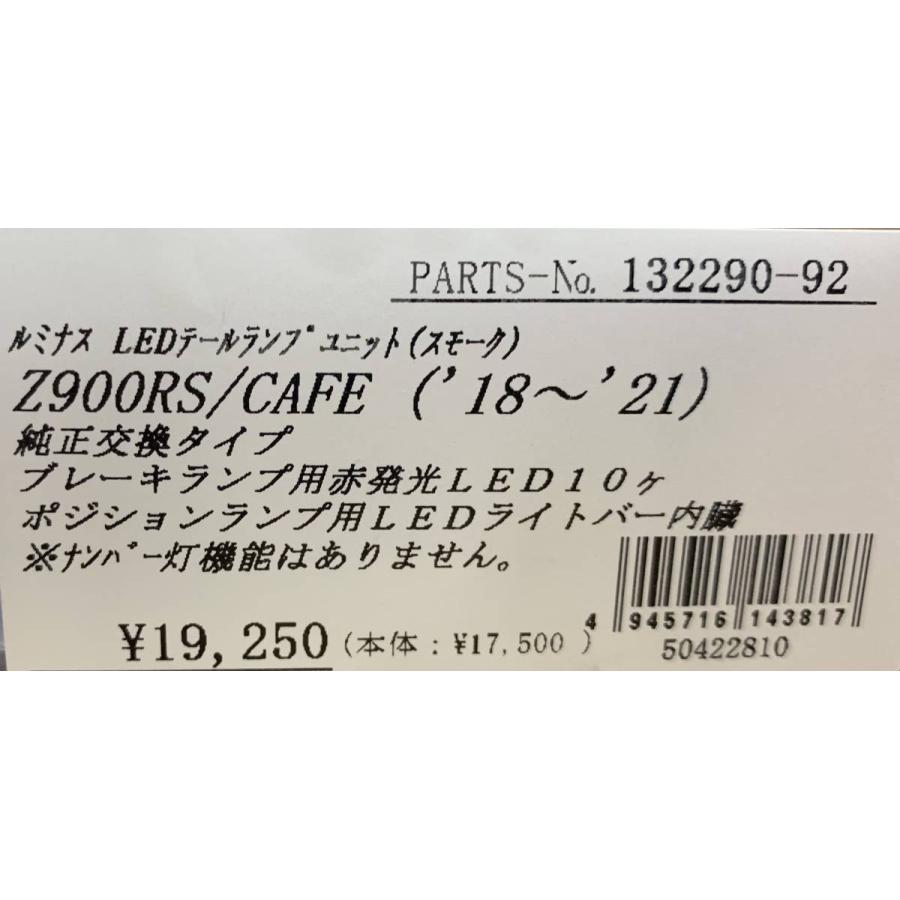 PARTS-No. 132290-92
ﾙﾐﾅｽ LEDﾃｰﾙﾗﾝﾌﾟﾕﾆｯﾄ(ｽﾓｰｸ)
Z900RS/CAFE ('18～'21)
純正交換タイプ
ブレーキランプ用赤発光ＬＥＤ１０ヶ
ポジションランプ用ＬＥＤライトバー内臓
※ﾅﾝﾊﾞｰ灯機能はありません。
¥19,250 (本体：¥17,500 )
4 945716 143817
50422810